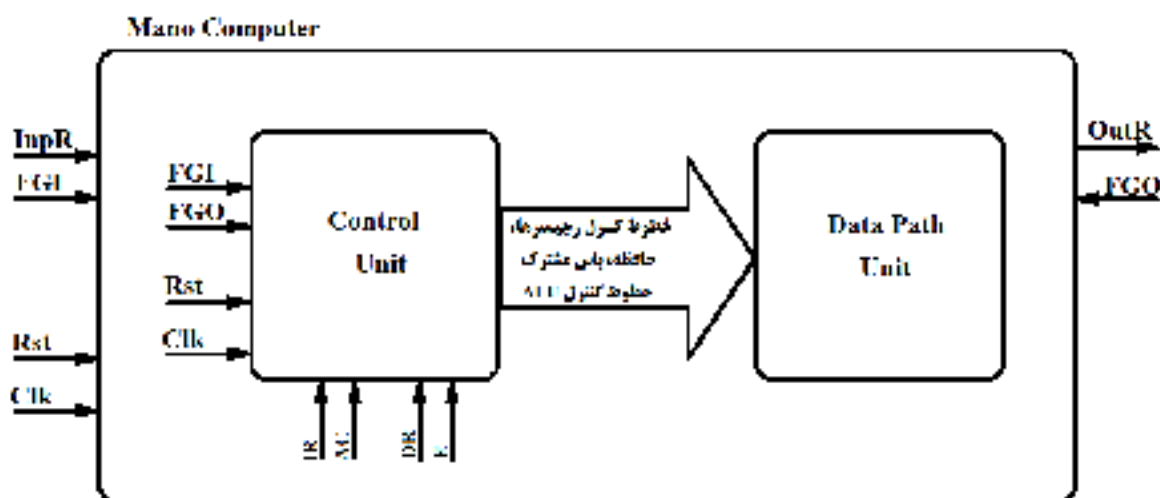 Mano Computer
InpR
FGI
Rst
Clk
FGI
FGO
Rst
Clk
Control
Unit
IR
AC
DR
E
خطوط کنترل رجیسترها،
حافظه، باس مشترک
خطوط کنترل ALU
Data Path
Unit
OutR
FGO